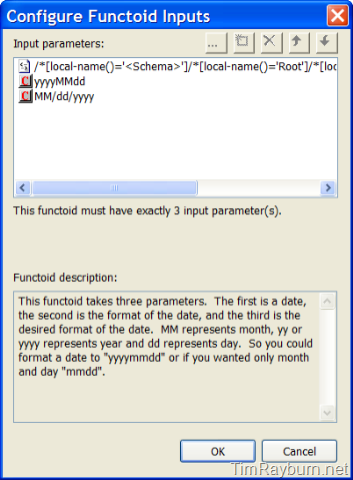 Configure Functoid Inputs
Input parameters:
...
/*[local-name()='<Schema>']/*[local-name()='Root']/*[loc
yyyyMMdd
MM/dd/yyyy
This functoid must have exactly 3 input parameter(s).
Functoid description:
This functoid takes three parameters.  The first is a date,
the second is the format of the date, and the third is the
desired format of the date.  MM represents month, yy or
yyyy represents year and dd represents day.  So you could
format a date to "yyyymmdd" or if you wanted only month
and day "mmdd".
OK
Cancel
TimRayburn.net